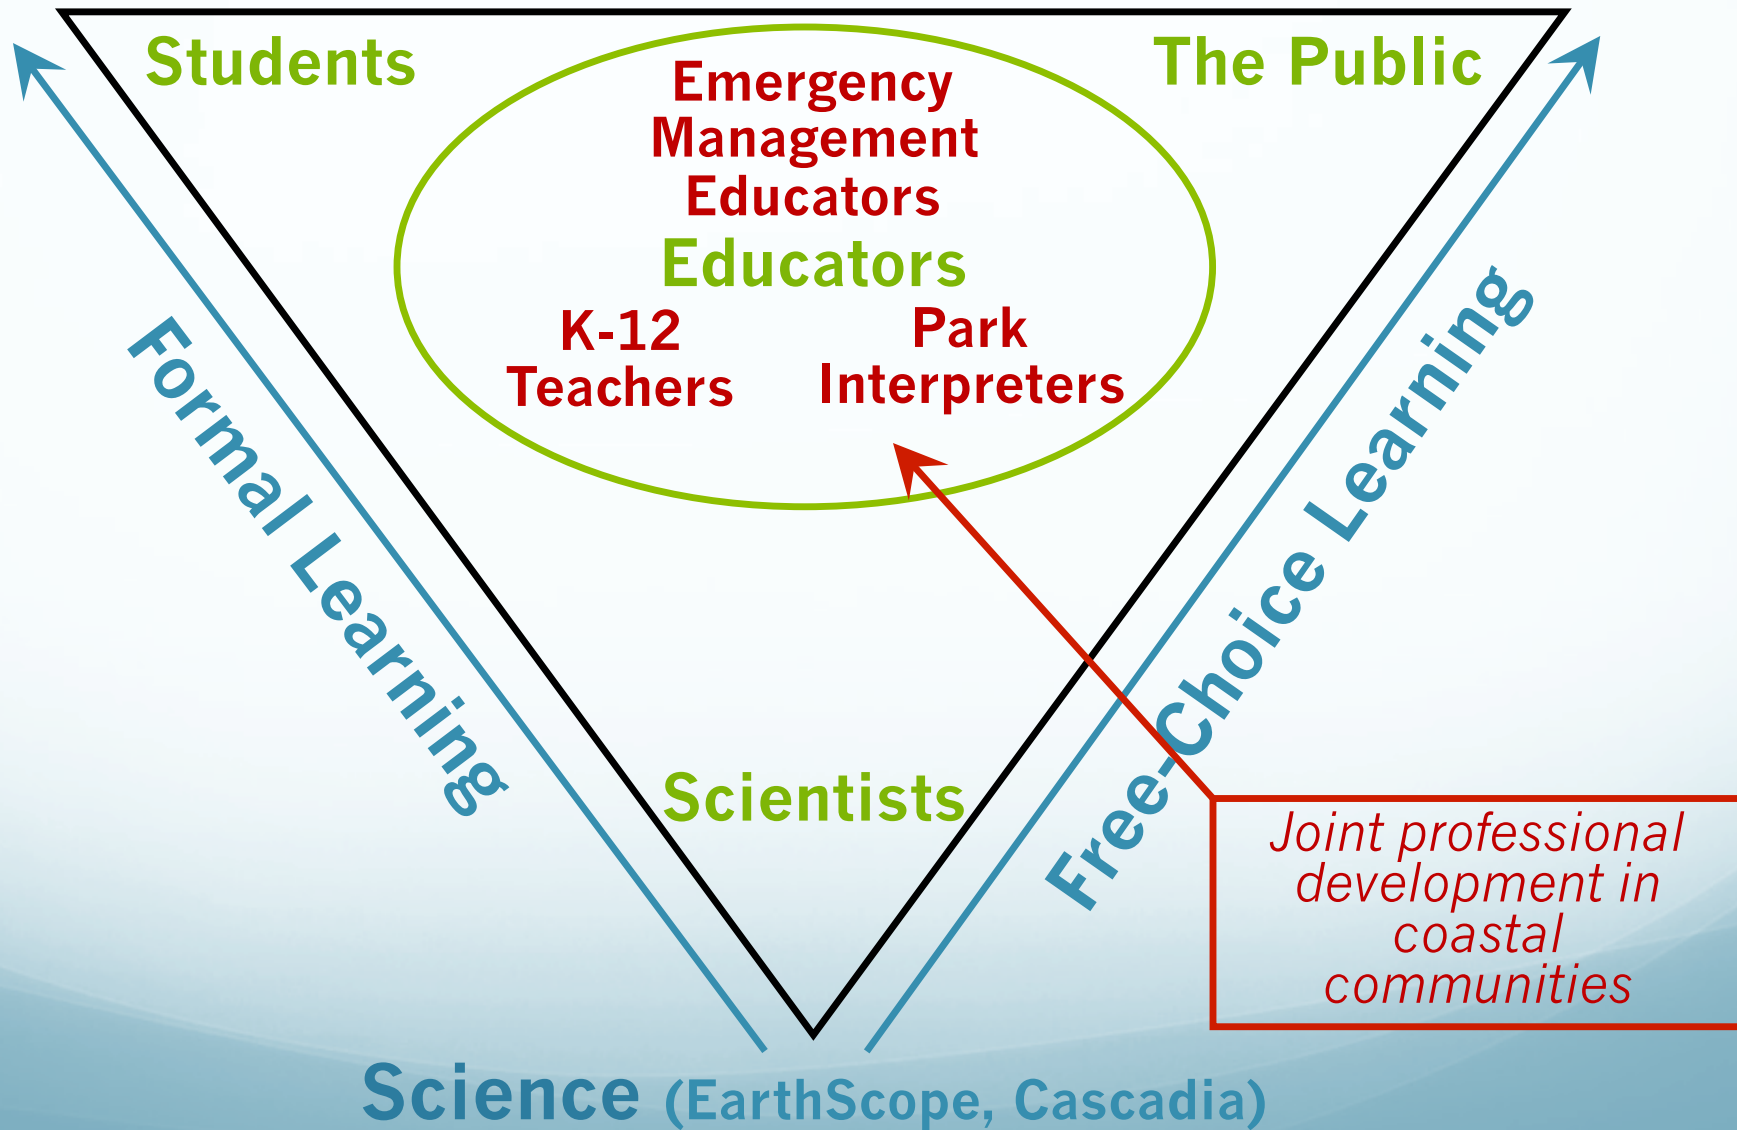 Students
The Public
Emergency
Management
Educators
Educators
K-12
Teachers
Park
Interpreters
Formal Learning
Free-Choice Learning
Scientists
Joint professional
development in
coastal
communities
Science (EarthScope, Cascadia)